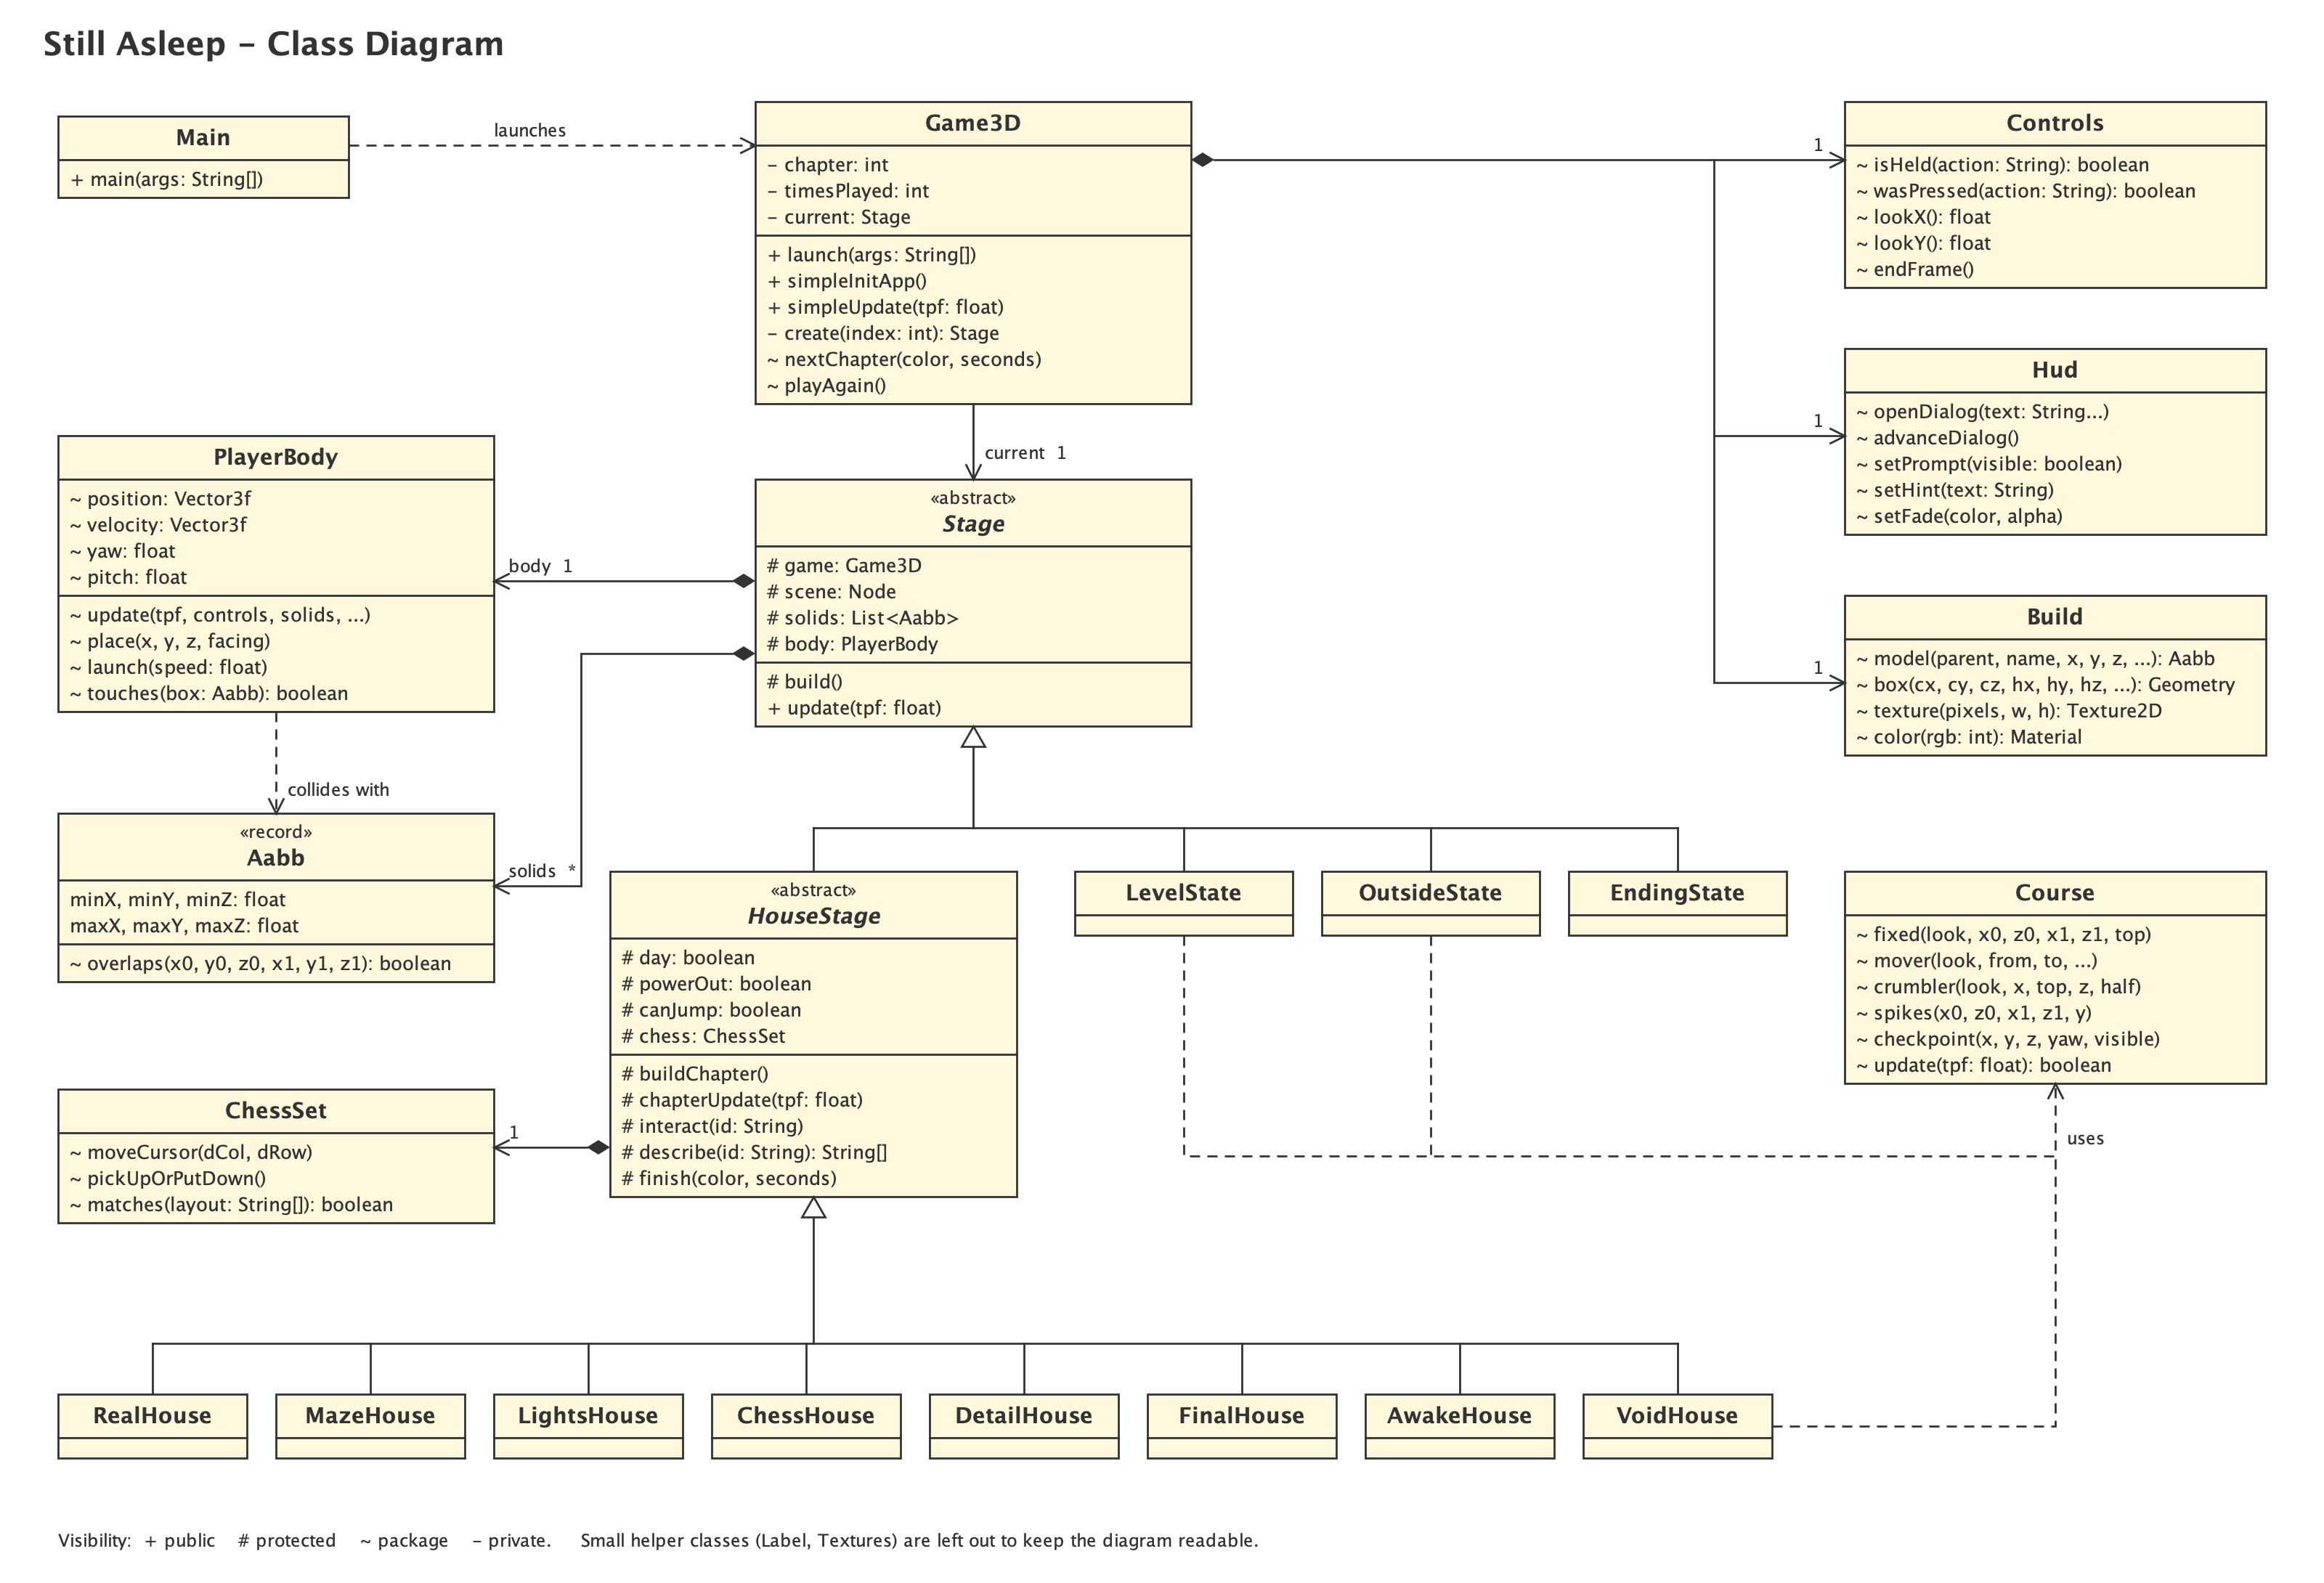 Still Asleep – Class Diagram
Main
+ main(args: String[])
launches
Game3D
– chapter: int
– timesPlayed: int
– current: Stage
+ launch(args: String[])
+ simpleInitApp()
+ simpleUpdate(tpf: float)
– create(index: int): Stage
~ nextChapter(color, seconds)
~ playAgain()
1
Controls
~ isHeld(action: String): boolean
~ wasPressed(action: String): boolean
~ lookX(): float
~ lookY(): float
~ endFrame()
1
Hud
~ openDialog(text: String...)
~ advanceDialog()
~ setPrompt(visible: boolean)
~ setHint(text: String)
~ setFade(color, alpha)
1
Build
~ model(parent, name, x, y, z, ...): Aabb
~ box(cx, cy, cz, hx, hy, hz, ...): Geometry
~ texture(pixels, w, h): Texture2D
~ color(rgb: int): Material
current 1
PlayerBody
~ position: Vector3f
~ velocity: Vector3f
~ yaw: float
~ pitch: float
~ update(tpf, controls, solids, ...)
~ place(x, y, z, facing)
~ launch(speed: float)
~ touches(box: Aabb): boolean
body 1
«abstract»
Stage
# game: Game3D
# scene: Node
# solids: List<Aabb>
# body: PlayerBody
# build()
+ update(tpf: float)
collides with
«record»
Aabb
minX, minY, minZ: float
maxX, maxY, maxZ: float
~ overlaps(x0, y0, z0, x1, y1, z1): boolean
solids *
«abstract»
HouseStage
# day: boolean
# powerOut: boolean
# canJump: boolean
# chess: ChessSet
# buildChapter()
# chapterUpdate(tpf: float)
# interact(id: String)
# describe(id: String): String[]
# finish(color, seconds)
LevelState
OutsideState
EndingState
Course
~ fixed(look, x0, z0, x1, z1, top)
~ mover(look, from, to, ...)
~ crumbler(look, x, top, z, half)
~ spikes(x0, z0, x1, z1, y)
~ checkpoint(x, y, z, yaw, visible)
~ update(tpf: float): boolean
uses
ChessSet
~ moveCursor(dCol, dRow)
~ pickUpOrPutDown()
~ matches(layout: String[]): boolean
1
RealHouse
MazeHouse
LightsHouse
ChessHouse
DetailHouse
FinalHouse
AwakeHouse
VoidHouse
Visibility: + public # protected ~ package – private. Small helper classes (Label, Textures) are left out to keep the diagram readable.